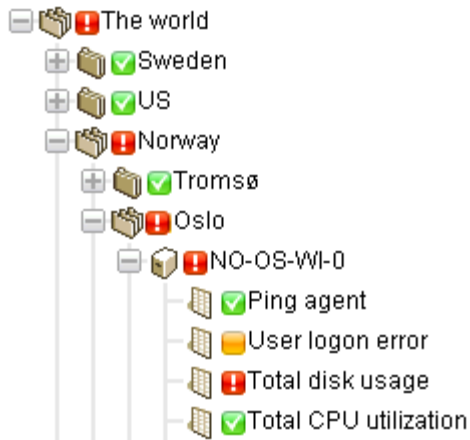 The world
Sweden
US
Norway
Tromsø
Oslo
NO-OS-WI-0
Ping agent
User logon error
Total disk usage
Total CPU utilization